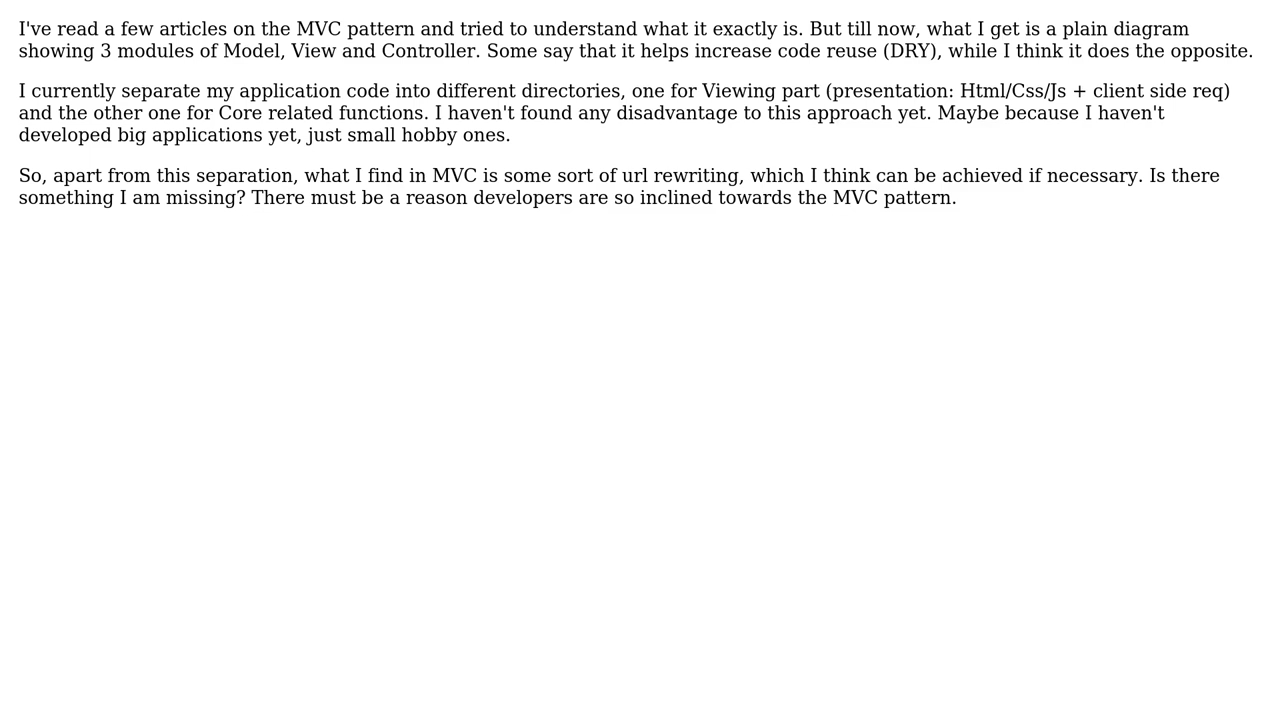 I've read a few articles on the MVC pattern and tried to understand what it exactly is. But till now, what I get is a plain diagram
showing 3 modules of Model, View and Controller. Some say that it helps increase code reuse (DRY), while I think it does the opposite.
I currently separate my application code into different directories, one for Viewing part (presentation: Html/Css/Js + client side req)
and the other one for Core related functions. I haven't found any disadvantage to this approach yet. Maybe because I haven't
developed big applications yet, just small hobby ones.
So, apart from this separation, what I find in MVC is some sort of url rewriting, which I think can be achieved if necessary. Is there
something I am missing? There must be a reason developers are so inclined towards the MVC pattern.